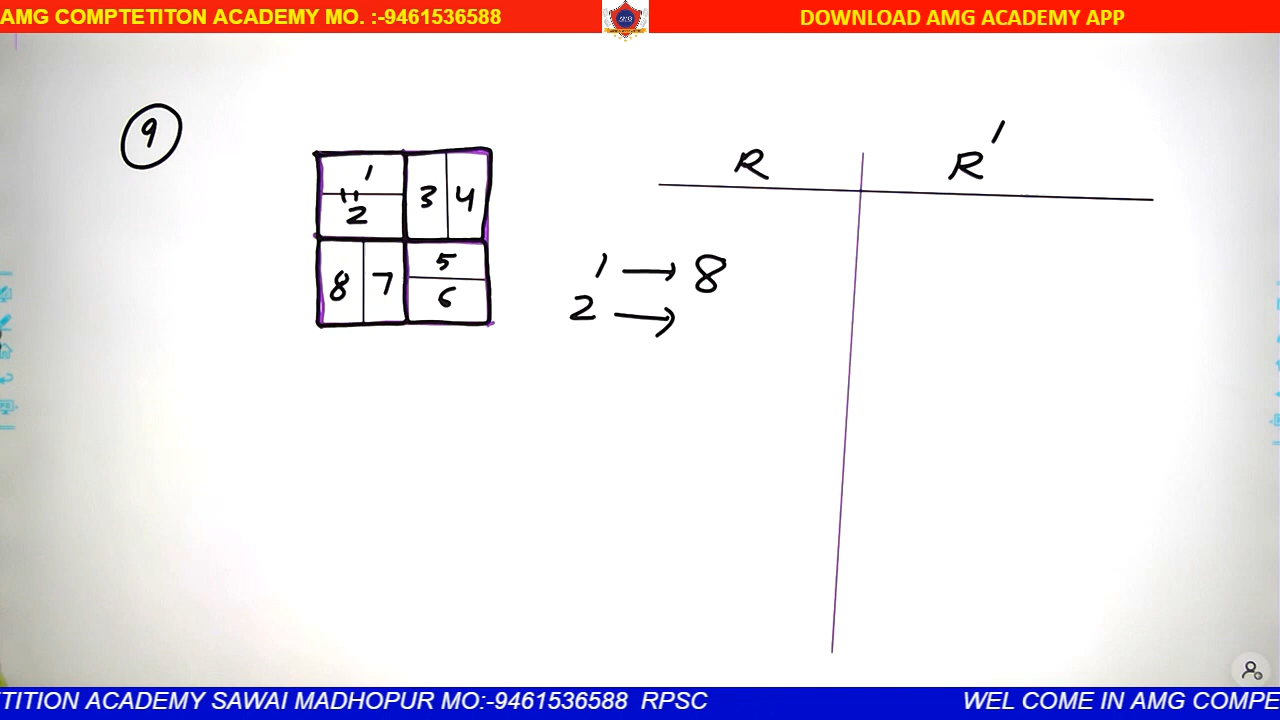 AMG COMPTETITON ACADEMY MO. :-9461536588
AMG
DOWNLOAD AMG ACADEMY APP
9
R R'
1 3 4
2
8 7 5
6
1 → 8
2 →
TITION ACADEMY SAWAI MADHOPUR MO:-9461536588 RPSC
WEL COME IN AMG COMPE